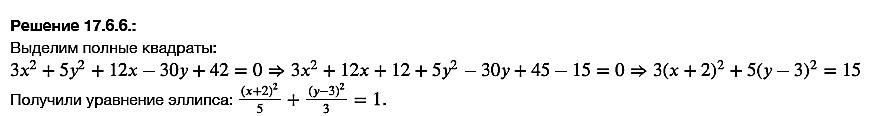 Решение 17.6.6.:
Выделим полные квадраты:
3x² + 5y² + 12x − 30y + 42 = 0 ⇒ 3x² + 12x + 12 + 5y² − 30y + 45 − 15 = 0 ⇒ 3(x + 2)² + 5(y − 3)² = 15
Получили уравнение эллипса: (x+2)²/5 + (y−3)²/3 = 1.